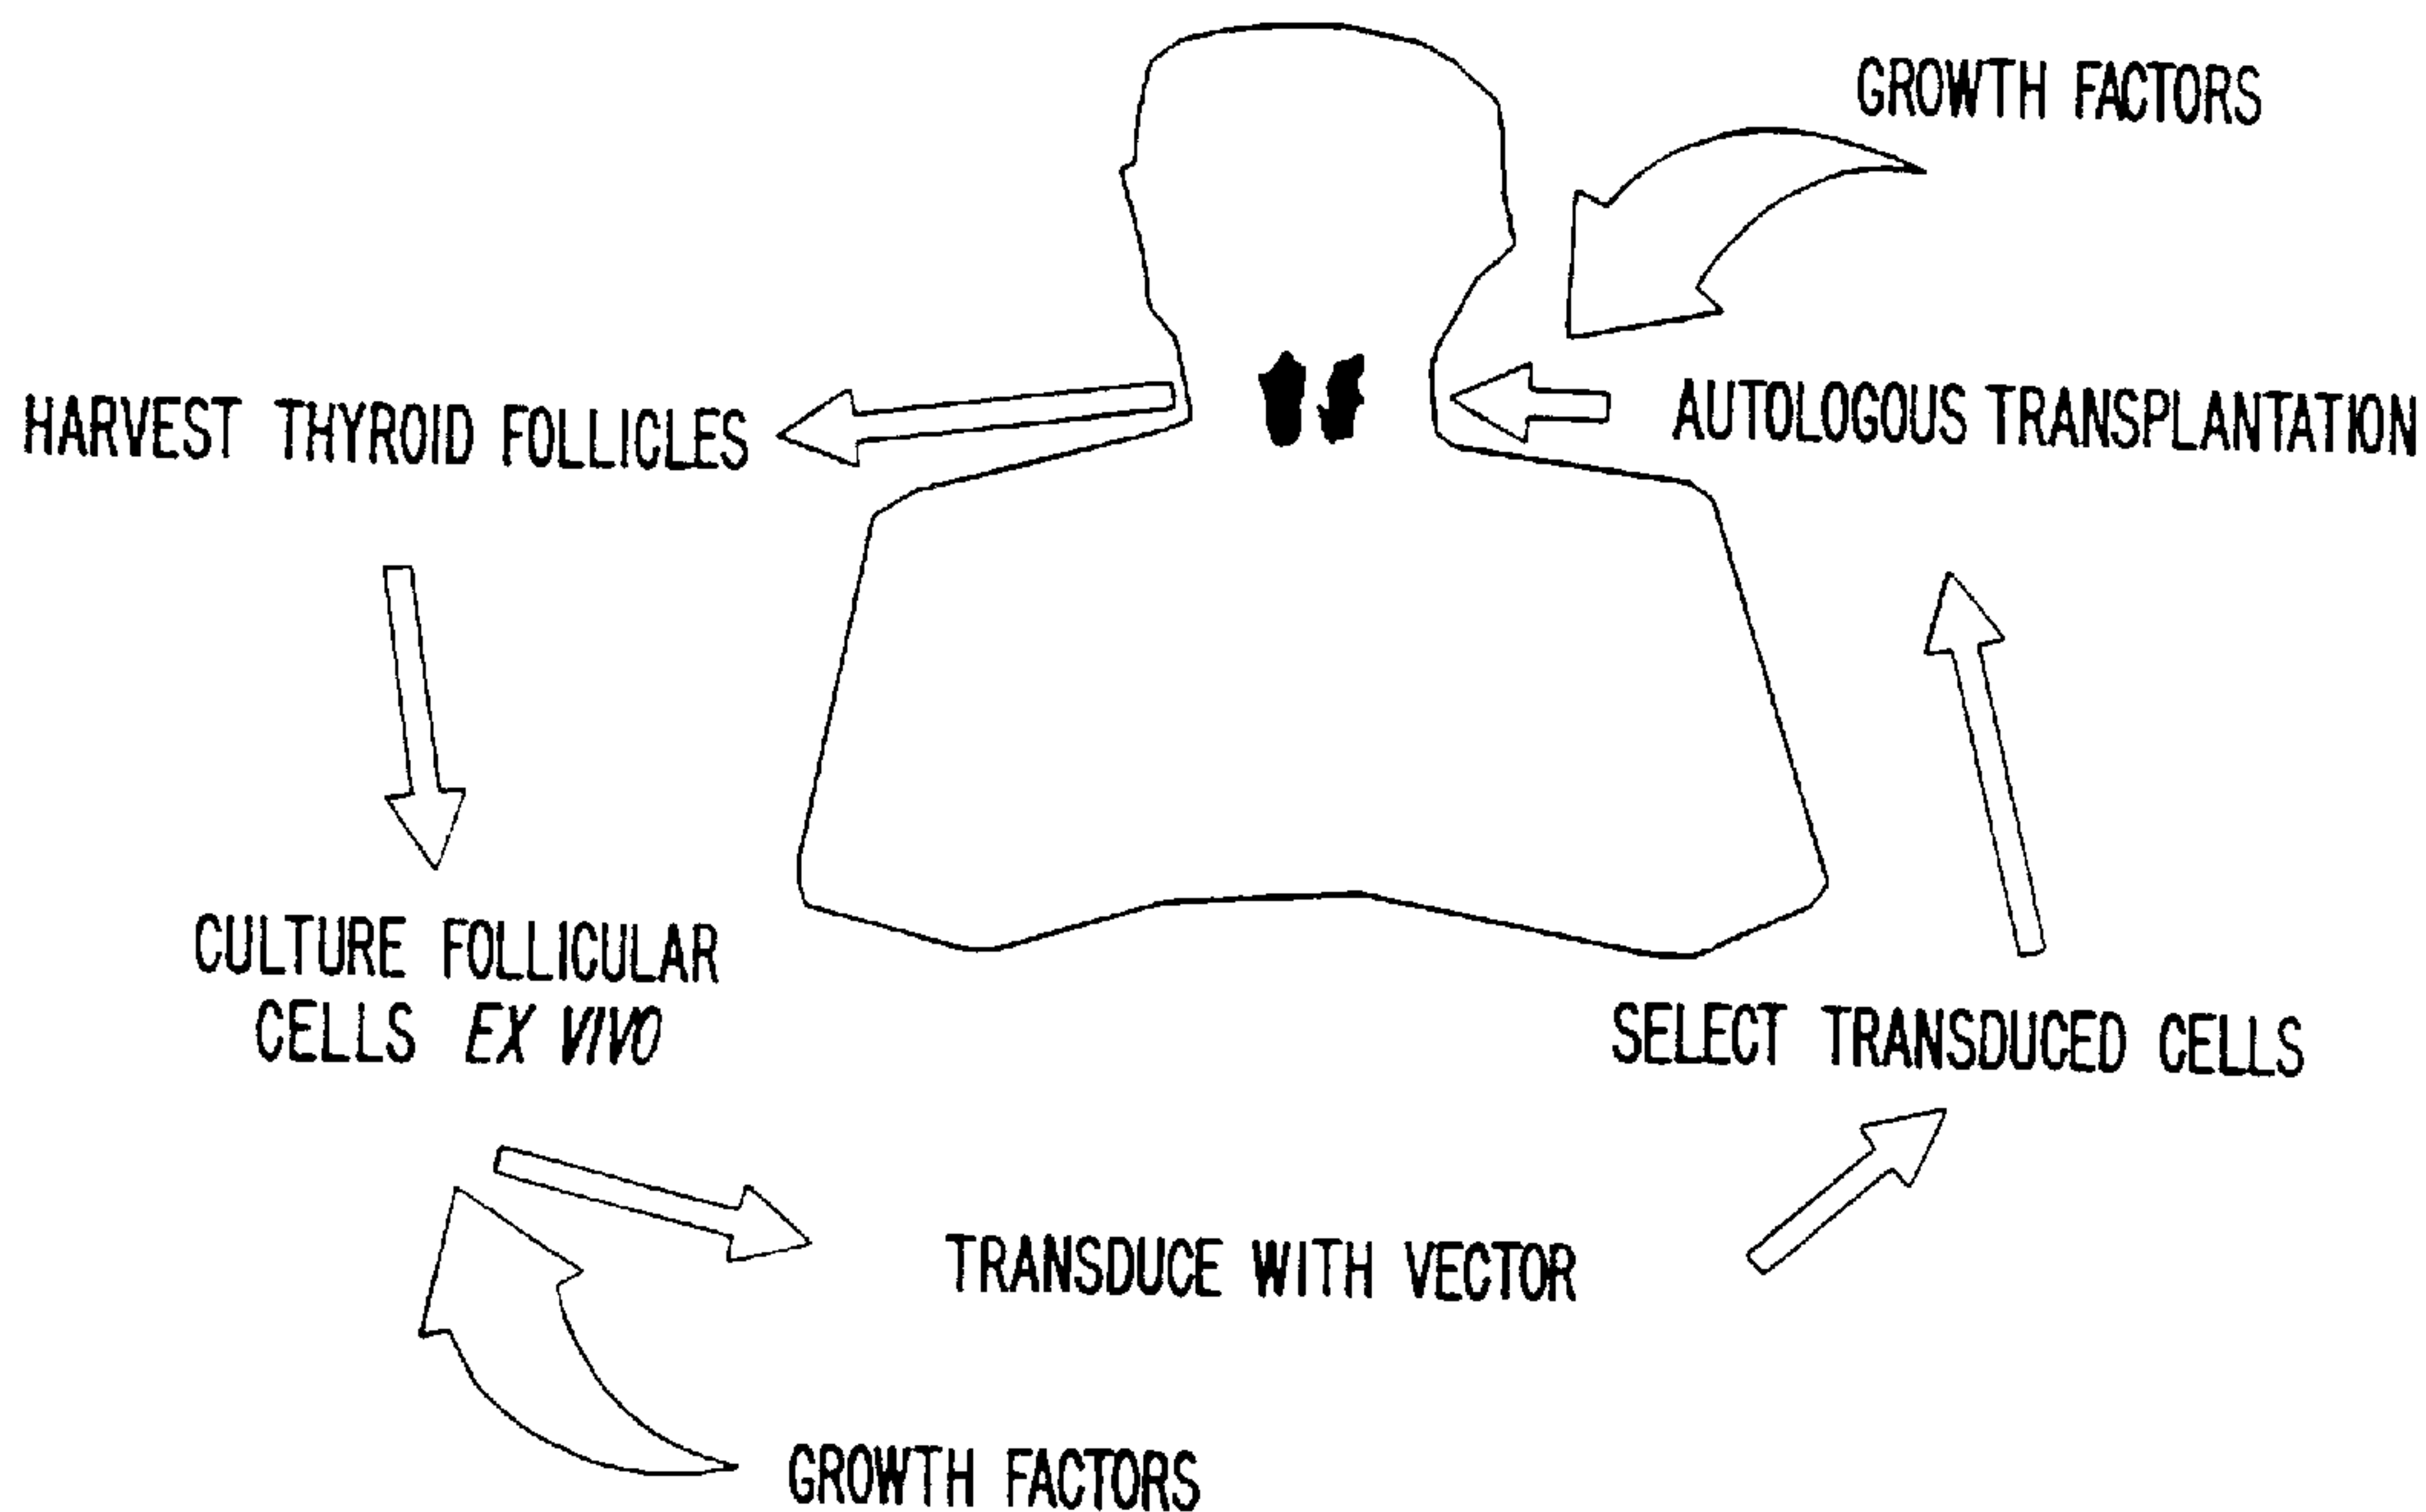 GROWTH FACTORS
HARVEST THYROID FOLLICLES
AUTOLOGOUS TRANSPLANTATION
CULTURE FOLLICULAR
CELLS EX VIVO
SELECT TRANSDUCED CELLS
TRANSDUCE WITH VECTOR
GROWTH FACTORS